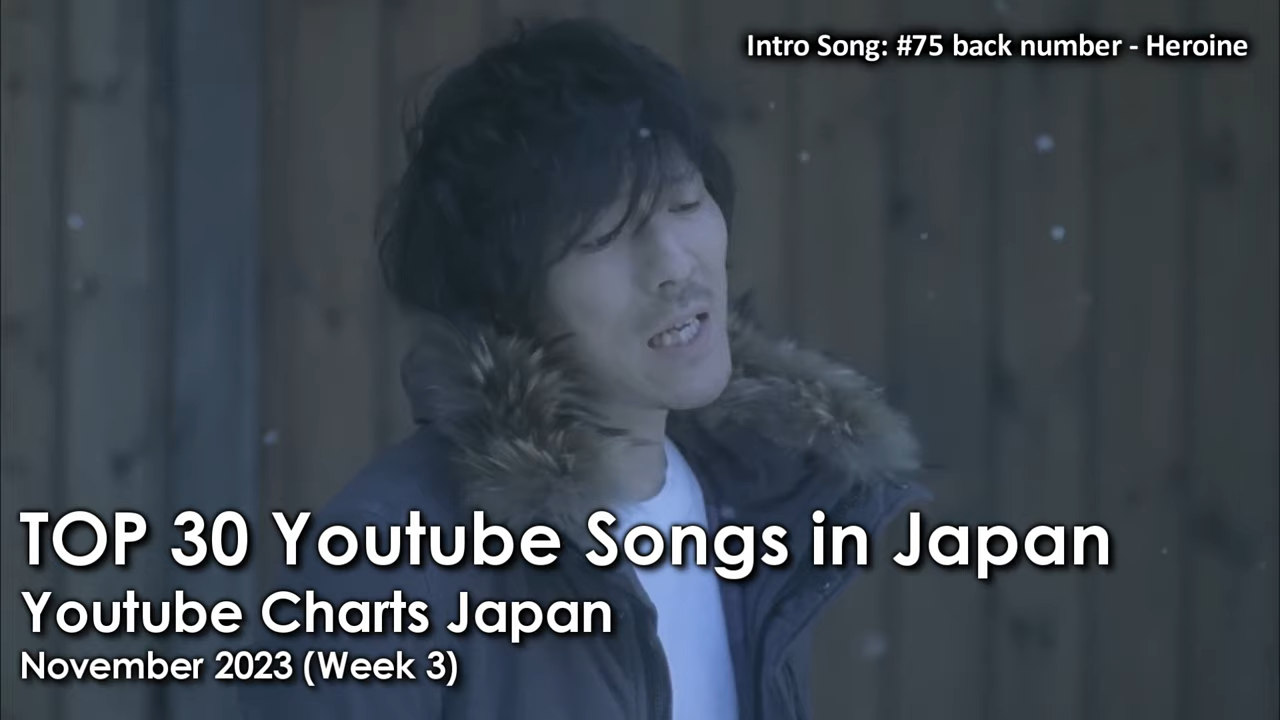 Intro Song: #75 back number - Heroine
TOP 30 Youtube Songs in Japan
Youtube Charts Japan
November 2023 (Week 3)